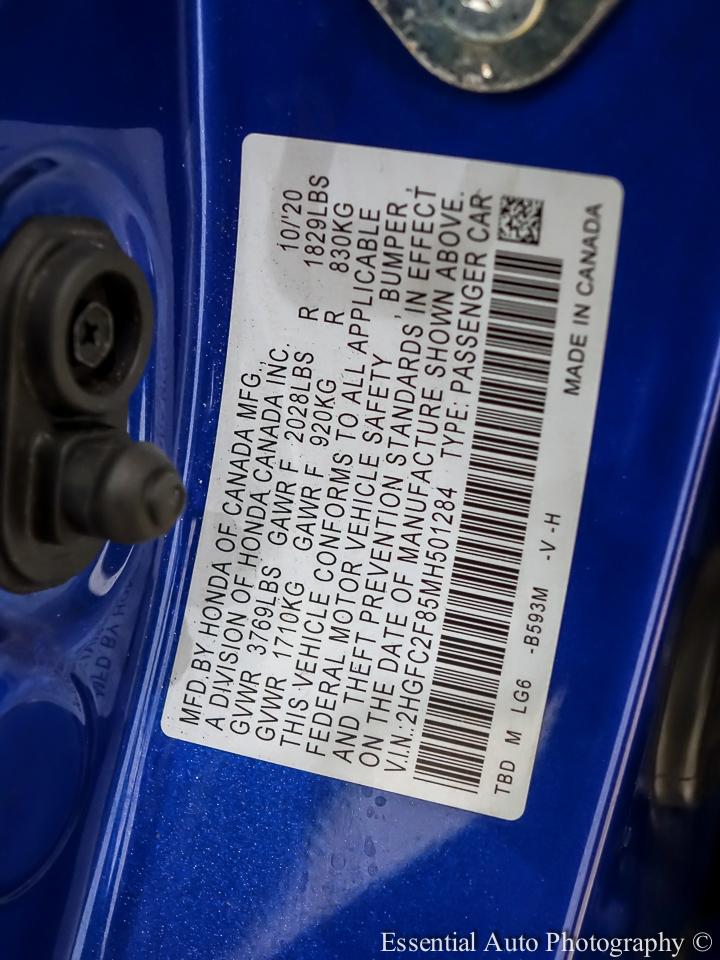 MFD.BY HONDA OF CANADA MFG., 10/'20
A DIVISION OF HONDA CANADA INC.
GVWR 3769LBS GAWR F 2028LBS R 1829LBS
GVWR 1710KG GAWR F 920KG R 830KG
THIS VEHICLE CONFORMS TO ALL APPLICABLE
FEDERAL MOTOR VEHICLE SAFETY, BUMPER,
AND THEFT PREVENTION STANDARDS IN EFFECT
ON THE DATE OF MANUFACTURE SHOWN ABOVE.
V.I.N.:2HGFC2F85MH501284 TYPE: PASSENGER CAR
TBD M LG6 -B593M -V -H MADE IN CANADA
Essential Auto Photography ©